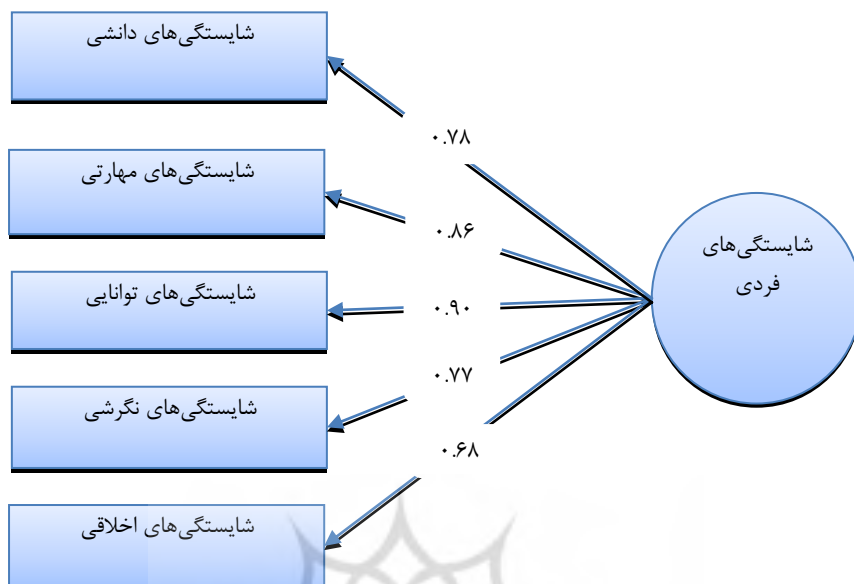 شایستگی‌های دانشی
۰.۷۸
شایستگی‌های مهارتی
۰.۸۶
شایستگی‌های
فردی
شایستگی‌های توانایی
۰.۹۰
۰.۷۷
شایستگی‌های نگرشی
۰.۶۸
شایستگی‌های اخلاقی